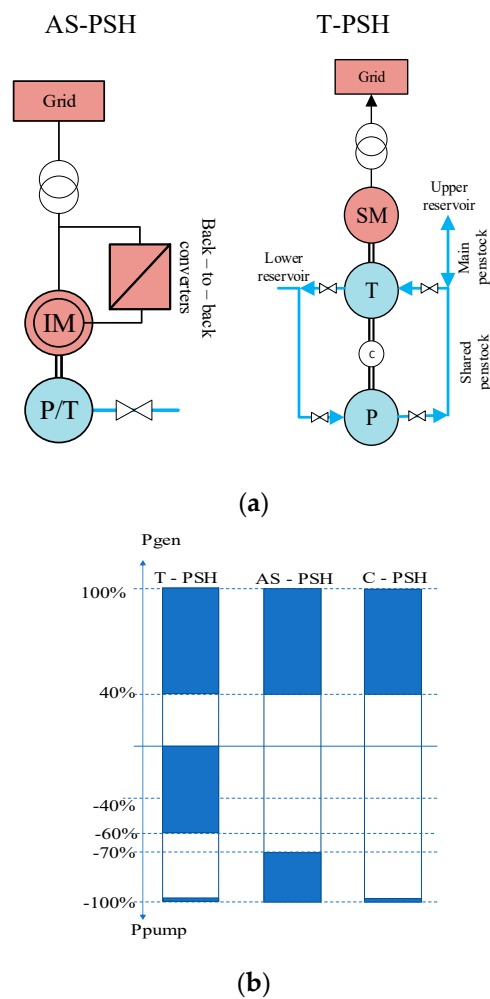 AS-PSH
T-PSH
Grid
Grid
Back – to – back
converters
IM
P/T
SM
Upper
reservoir
Main
penstock
Lower
reservoir
T
C
Shared
penstock
P
(a)
Pgen
T - PSH
AS - PSH
C - PSH
100%
40%
-40%
-60%
-70%
-100%
Ppump
(b)